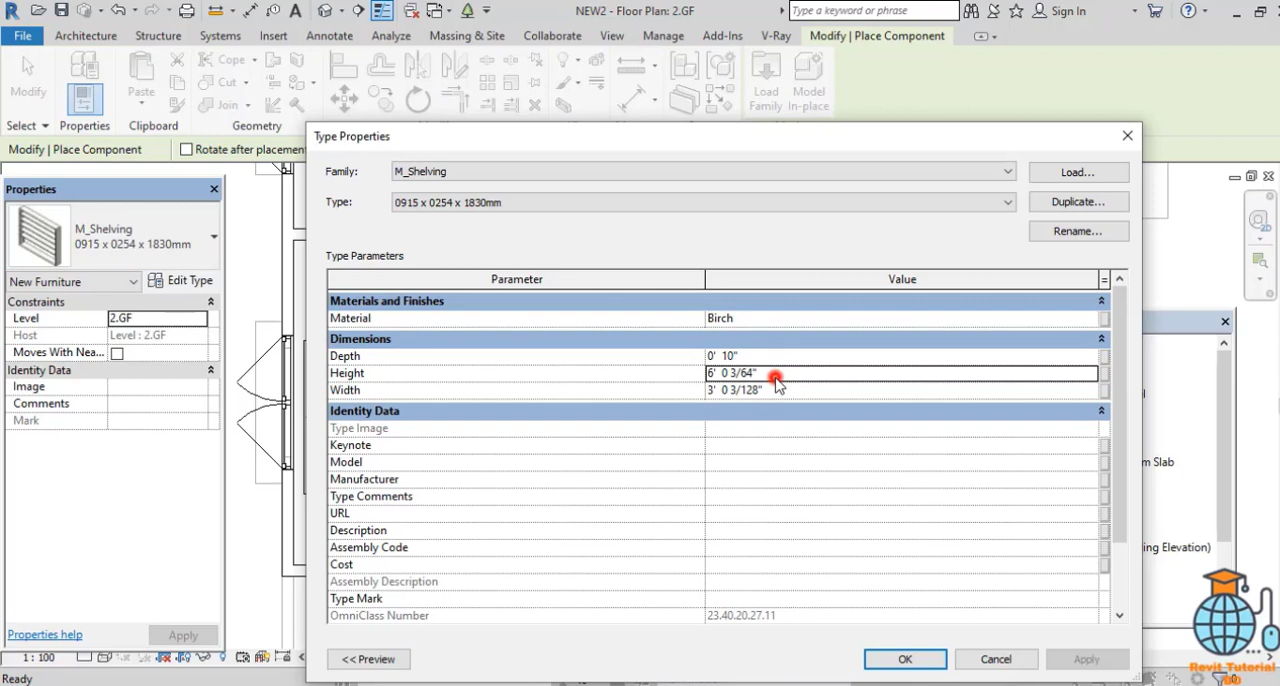 NEW2 - Floor Plan: 2.GF
Type a keyword or phrase
Sign In
File Architecture Structure Systems Insert Annotate Analyze Massing & Site Collaborate View Manage Add-Ins V-Ray Modify | Place Component
Modify Paste Cope Cut Join Load Family Model In-place
Select Properties Clipboard Geometry
Modify | Place Component Rotate after placement
Properties
M_Shelving
0915 x 0254 x 1830mm
New Furniture Edit Type
Constraints
Level 2.GF
Host Level : 2.GF
Moves With Nea...
Identity Data
Image
Comments
Mark
Properties help Apply
1 : 100
Ready
Type Properties
Family: M_Shelving Load...
Type: 0915 x 0254 x 1830mm Duplicate...
Rename...
Type Parameters
Parameter Value =
Materials and Finishes
Material Birch
Dimensions
Depth 0' 10"
Height 6' 0 3/64"
Width 3' 0 3/128"
Identity Data
Type Image
Keynote
Model
Manufacturer
Type Comments
URL
Description
Assembly Code
Cost
Assembly Description
Type Mark
OmniClass Number 23.40.20.27.11
<< Preview OK Cancel Apply
m Slab
ing Elevation)
Revit Tutorial